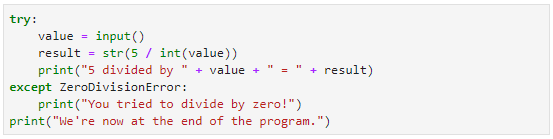 try:
    value = input()
    result = str(5 / int(value))
    print("5 divided by " + value + " = " + result)
except ZeroDivisionError:
    print("You tried to divide by zero!")
print("We're now at the end of the program.")